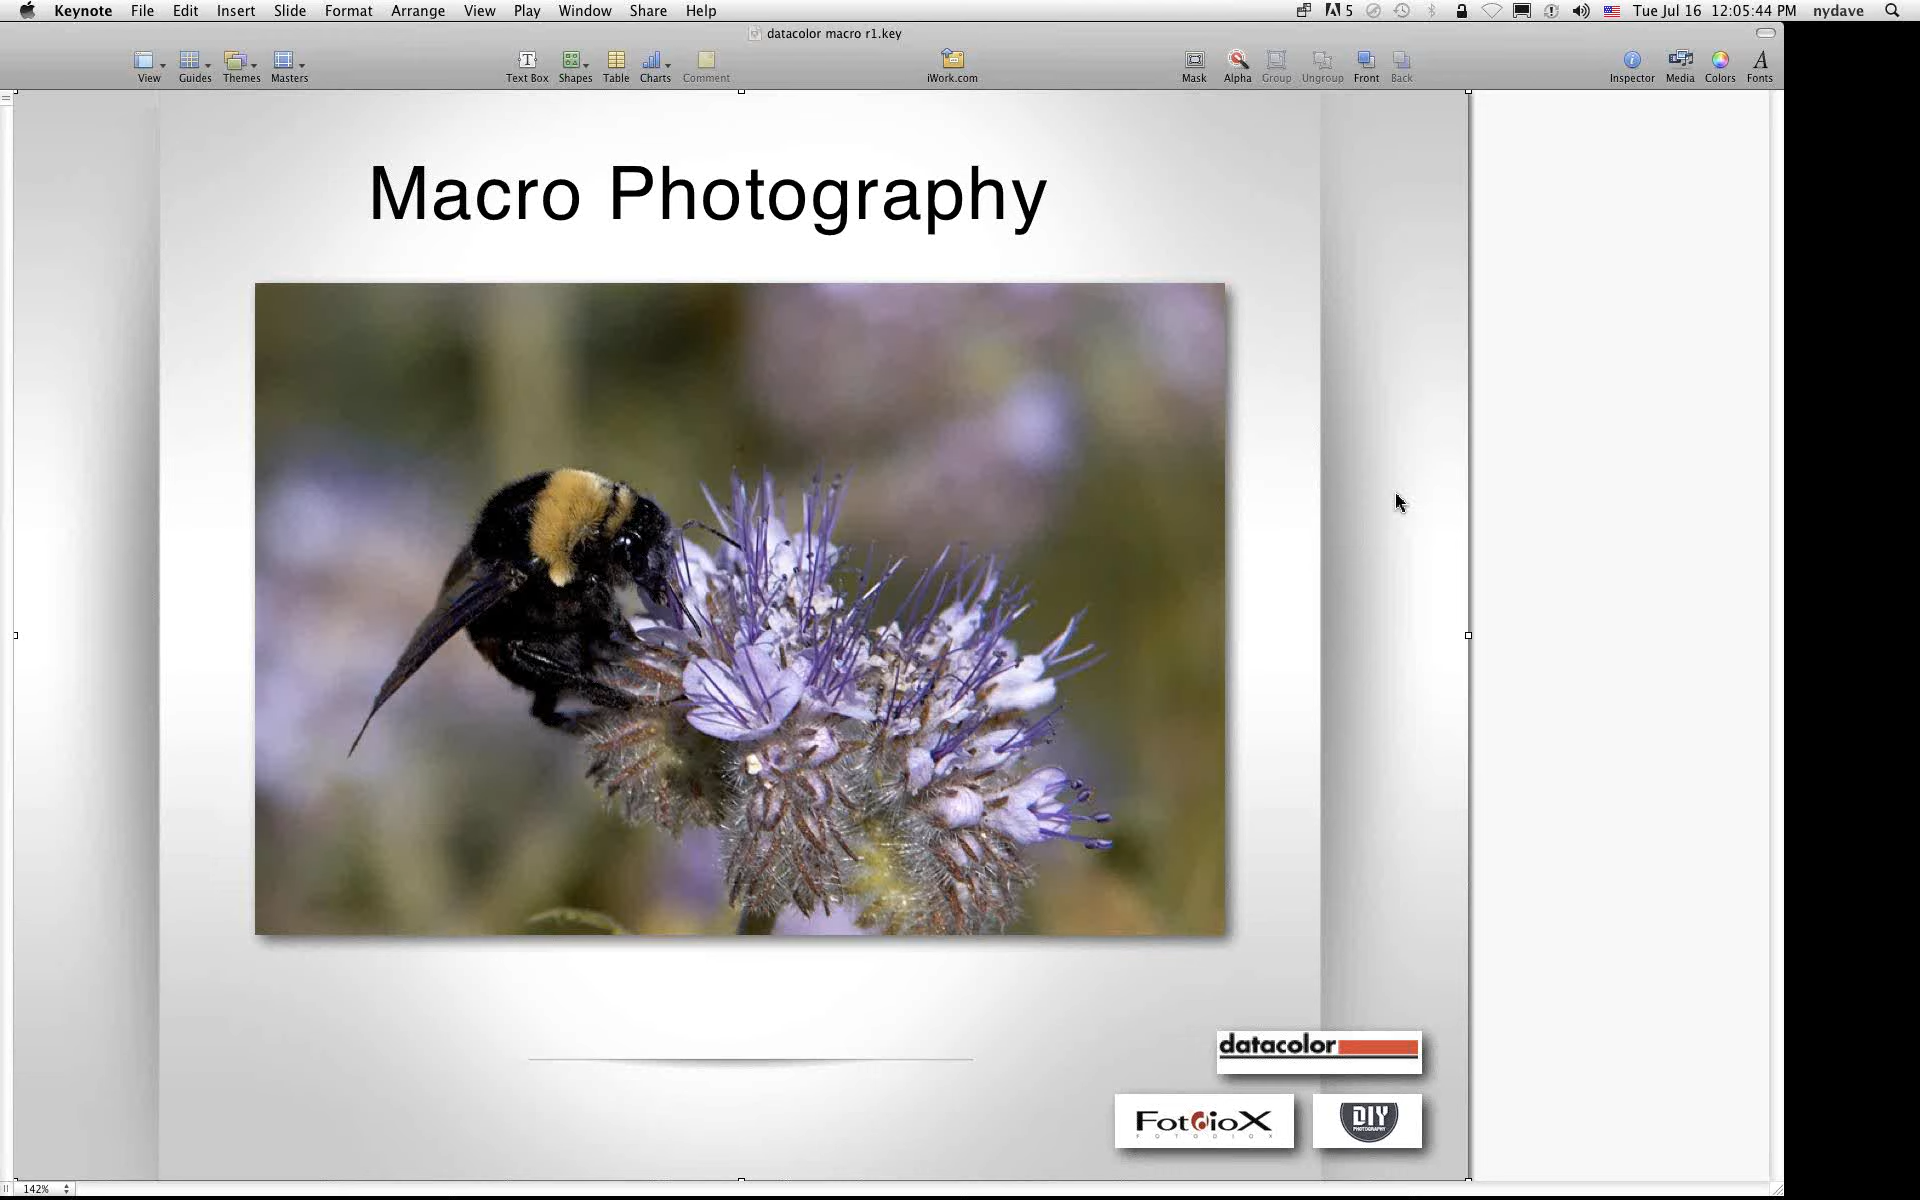 Keynote File Edit Insert Slide Format Arrange View Play Window Share Help 5 Tue Jul 16 12:05:44 PM nydave
datacolor macro r1.key
View Guides Themes Masters Text Box Shapes Table Charts Comment iWork.com Mask Alpha Group Ungroup Front Back Inspector Media Colors Fonts
Macro Photography
datacolor
FotodioX
FOTODIOX
DIY
PHOTOGRAPHY
142%